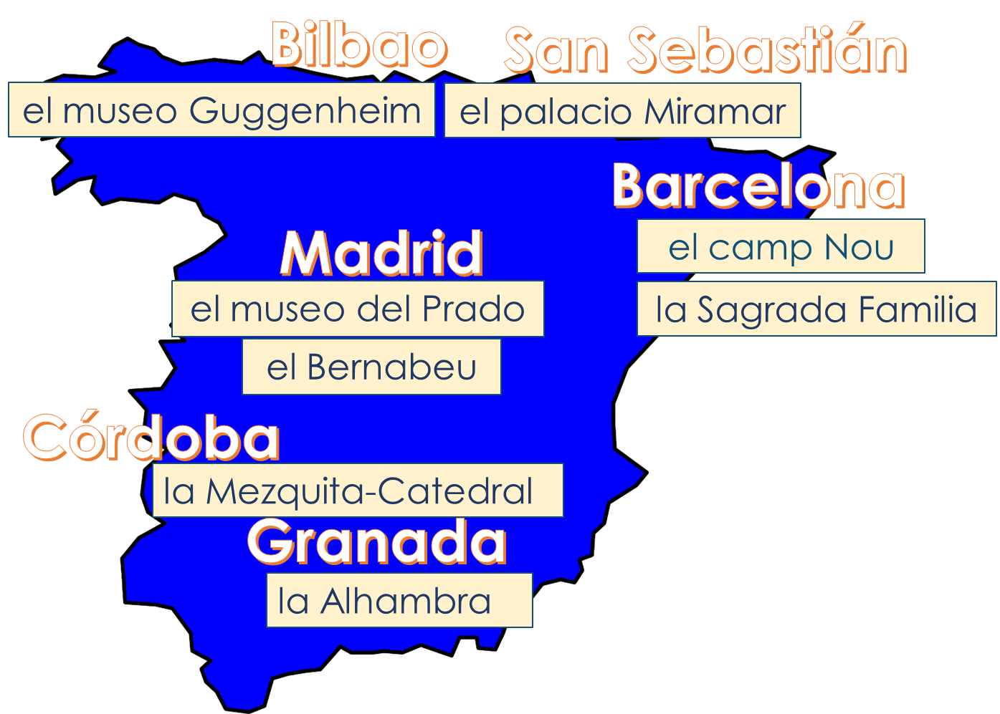 Bilbao
San Sebastián
el museo Guggenheim
el palacio Miramar
Barcelona
el camp Nou
la Sagrada Familia
Madrid
el museo del Prado
el Bernabeu
Córdoba
la Mezquita-Catedral
Granada
la Alhambra